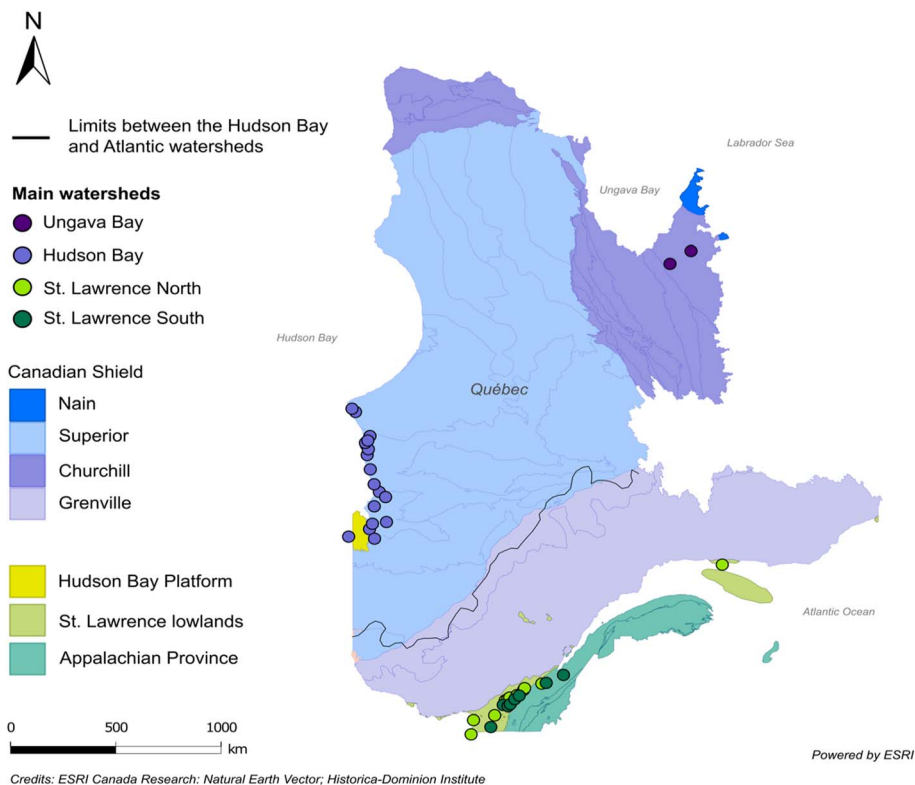 N
Limits between the Hudson Bay
and Atlantic watersheds
Main watersheds
Ungava Bay
Hudson Bay
St. Lawrence North
St. Lawrence South
Canadian Shield
Nain
Superior
Churchill
Grenville
Hudson Bay Platform
St. Lawrence lowlands
Appalachian Province
0 500 1000
km
Labrador Sea
Ungava Bay
Hudson Bay
Québec
Atlantic Ocean
Powered by ESRI
Credits: ESRI Canada Research: Natural Earth Vector; Historica-Dominion Institute